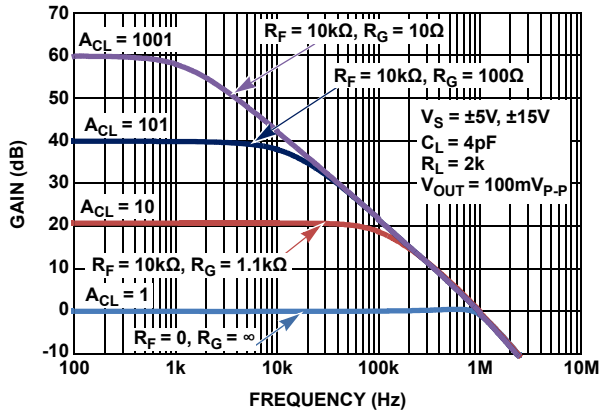 70
60
50
40
30
20
10
0
-10
GAIN (dB)
A_CL = 1001
R_F = 10kΩ, R_G = 10Ω
R_F = 10kΩ, R_G = 100Ω
A_CL = 101
V_S = ±5V, ±15V
C_L = 4pF
R_L = 2k
V_OUT = 100mV_P-P
A_CL = 10
R_F = 10kΩ, R_G = 1.1kΩ
A_CL = 1
R_F = 0, R_G = ∞
100 1k 10k 100k 1M 10M
FREQUENCY (Hz)